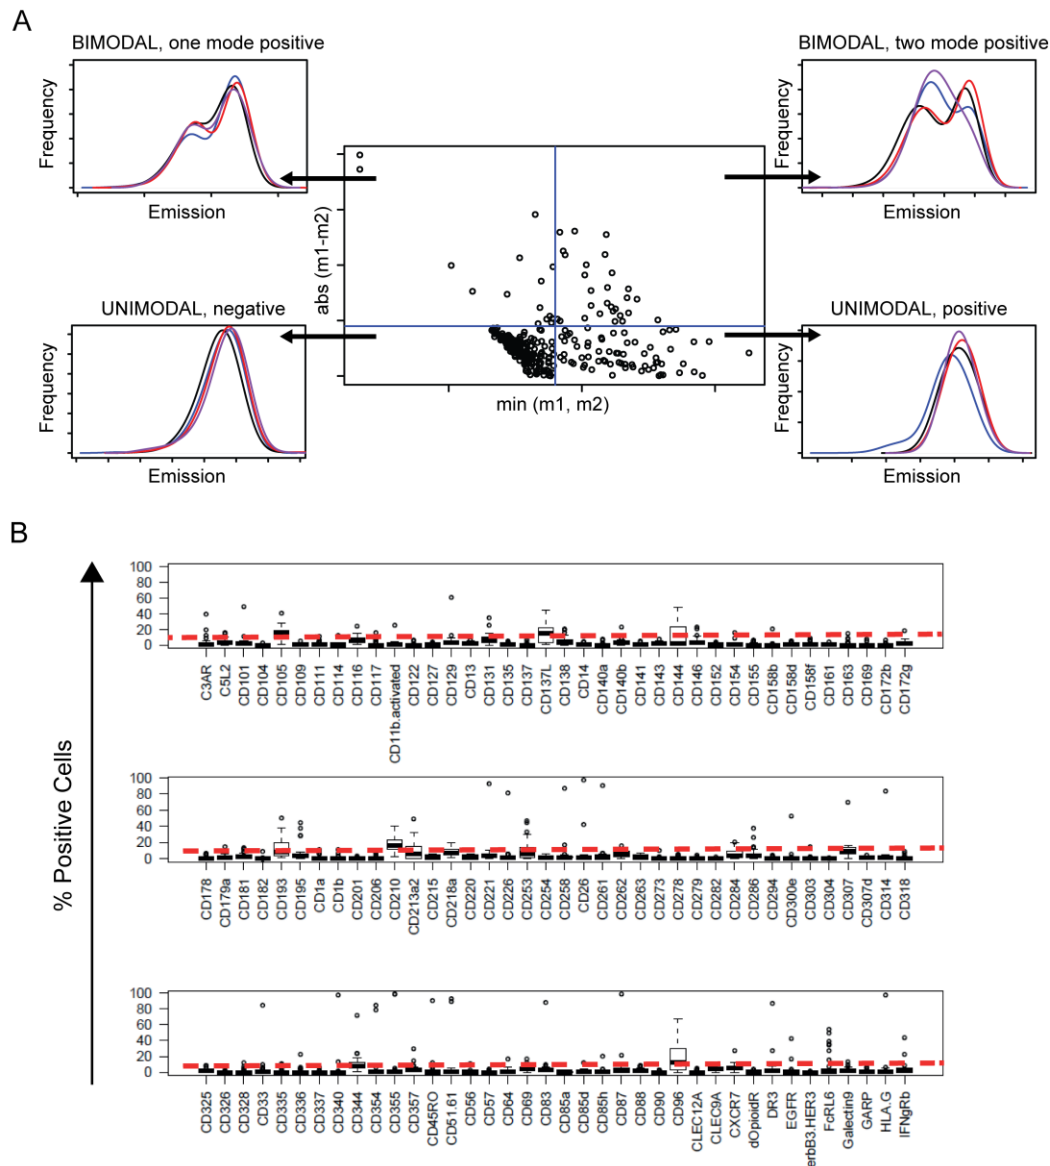 A
BIMODAL, one mode positive
BIMODAL, two mode positive
Frequency
Emission
abs (m1-m2)
min (m1, m2)
Frequency
Emission
UNIMODAL, negative
UNIMODAL, positive
Frequency
Emission
Frequency
Emission
B
% Positive Cells
100
80
60
40
20
0
C3AR
C5L2
CD101
CD104
CD105
CD109
CD111
CD114
CD116
CD117
CD11b.activated
CD122
CD127
CD129
CD13
CD131
CD135
CD137
CD137L
CD138
CD14
CD140a
CD140b
CD141
CD143
CD144
CD146
CD152
CD154
CD155
CD158b
CD158d
CD158f
CD161
CD163
CD169
CD172b
CD172g
100
80
60
40
20
0
CD178
CD179a
CD181
CD182
CD193
CD195
CD1a
CD1b
CD201
CD206
CD210
CD213a2
CD215
CD218a
CD220
CD221
CD226
CD253
CD254
CD258
CD26
CD261
CD262
CD263
CD273
CD278
CD279
CD282
CD284
CD286
CD294
CD300e
CD303
CD304
CD307
CD307d
CD314
CD318
100
80
60
40
20
0
CD325
CD326
CD328
CD33
CD335
CD336
CD337
CD340
CD344
CD354
CD355
CD357
CD45RO
CD51.61
CD56
CD57
CD64
CD69
CD83
CD85a
CD85d
CD85h
CD87
CD88
CD90
CD96
CLEC12A
CLEC9A
CXCR7
dOpioidR
DR3
EGFR
erbB3.HER3
FcRL6
Galectin9
GARP
HLA.G
IFNgRb